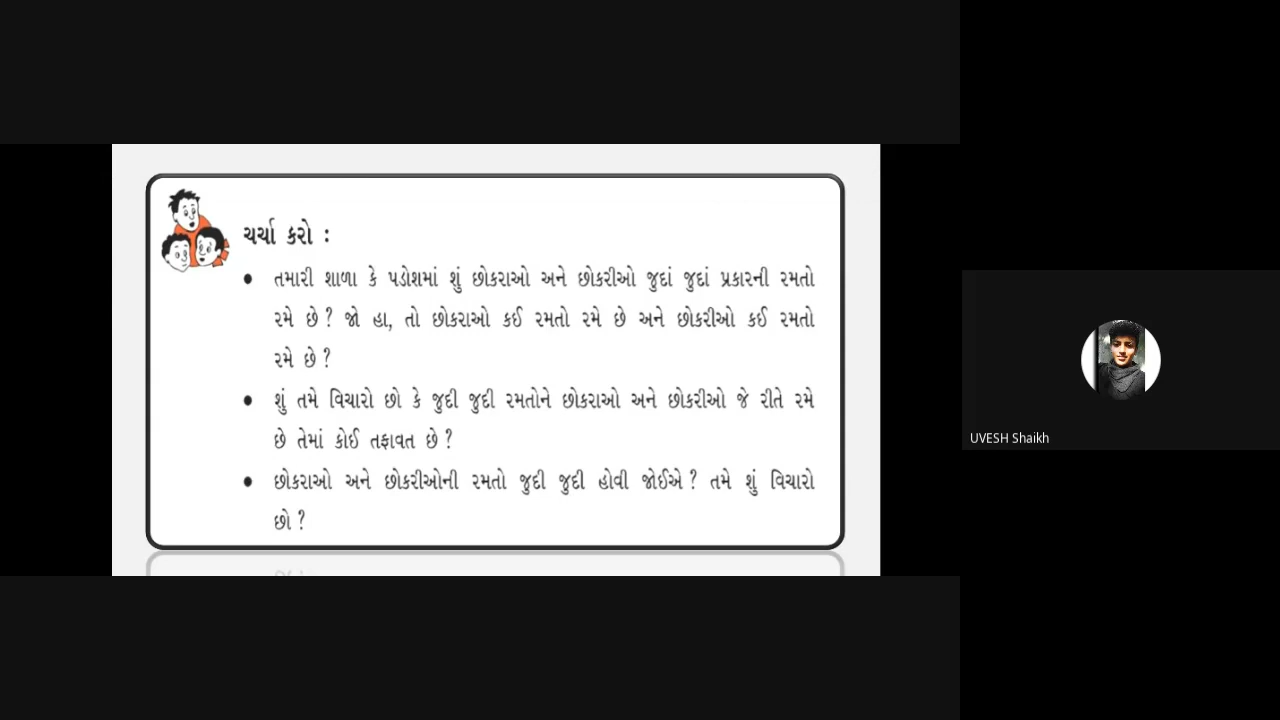 ચર્ચા કરો :
• તમારી શાળા કે પડોશમાં શું છોકરાઓ અને છોકરીઓ જુદાં જુદાં પ્રકારની રમતો
રમે છે ? જો હા, તો છોકરાઓ કઈ રમતો રમે છે અને છોકરીઓ કઈ રમતો
રમે છે ?
• શું તમે વિચારો છો કે જુદી જુદી રમતોને છોકરાઓ અને છોકરીઓ જે રીતે રમે
છે તેમાં કોઈ તફાવત છે ?
• છોકરાઓ અને છોકરીઓની રમતો જુદી જુદી હોવી જોઈએ ? તમે શું વિચારો
છો ?
UVESH Shaikh